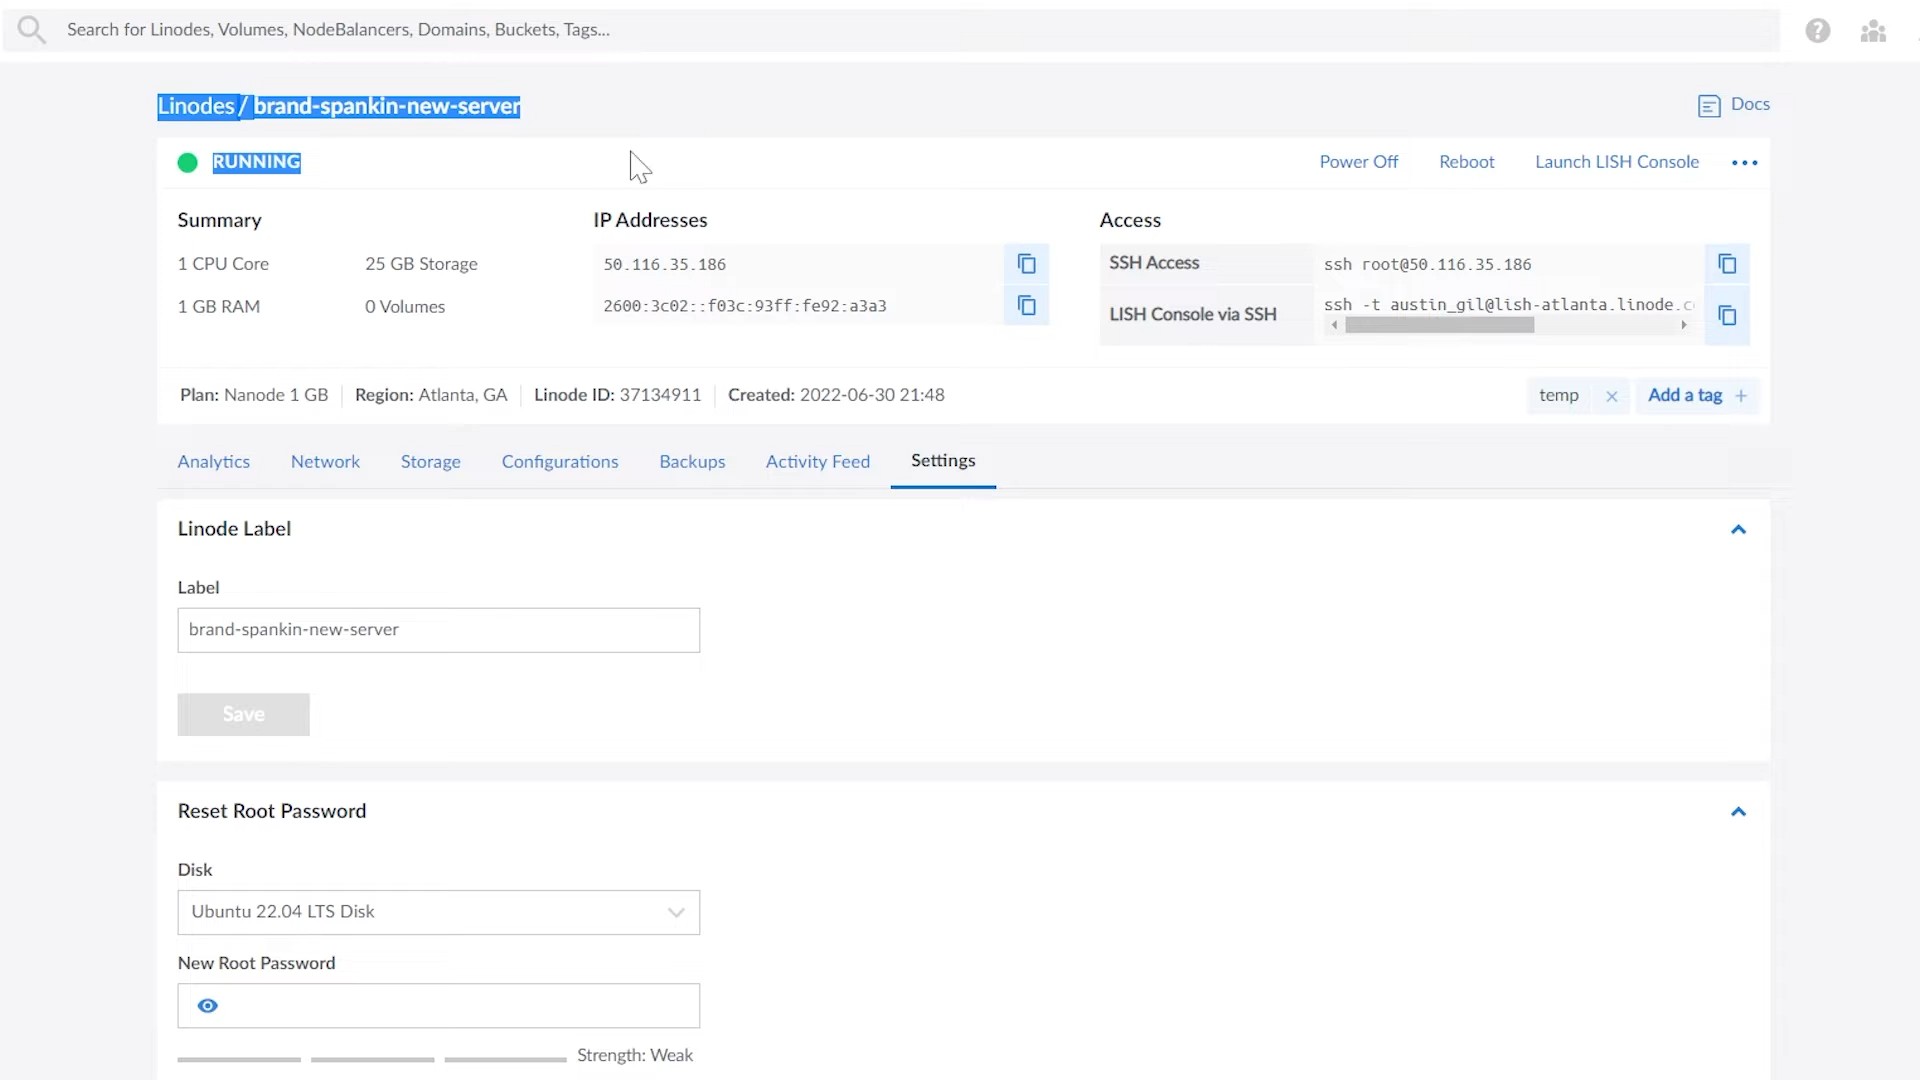 Search for Linodes, Volumes, NodeBalancers, Domains, Buckets, Tags...
Linodes / brand-spankin-new-server
Docs
RUNNING
Power Off
Reboot
Launch LISH Console
Summary
IP Addresses
Access
1 CPU Core
25 GB Storage
50.116.35.186
SSH Access
ssh root@50.116.35.186
1 GB RAM
0 Volumes
2600:3c02::f03c:93ff:fe92:a3a3
LISH Console via SSH
ssh -t austin_gil@lish-atlanta.linode.c
Plan: Nanode 1 GB
Region: Atlanta, GA
Linode ID: 37134911
Created: 2022-06-30 21:48
temp
Add a tag +
Analytics
Network
Storage
Configurations
Backups
Activity Feed
Settings
Linode Label
Label
brand-spankin-new-server
Save
Reset Root Password
Disk
Ubuntu 22.04 LTS Disk
New Root Password
Strength: Weak